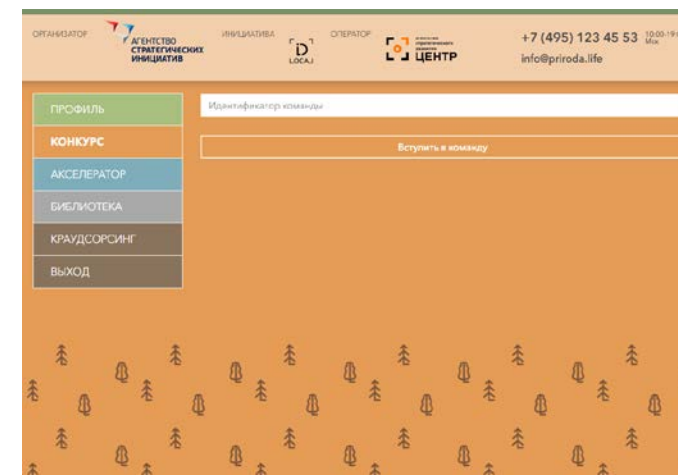 ОРГАНИЗАТОР
АГЕНТСТВО
СТРАТЕГИЧЕСКИХ
ИНИЦИАТИВ
ИНИЦИАТИВА
D
LOCAL
ОПЕРАТОР
ЦЕНТР
+7 (495) 123 45 53
info@priroda.life
ПРОФИЛЬ
КОНКУРС
АКСЕЛЕРАТОР
БИБЛИОТЕКА
КРАУДСОРСИНГ
ВЫХОД
Идентификатор команды
Вступить в команду